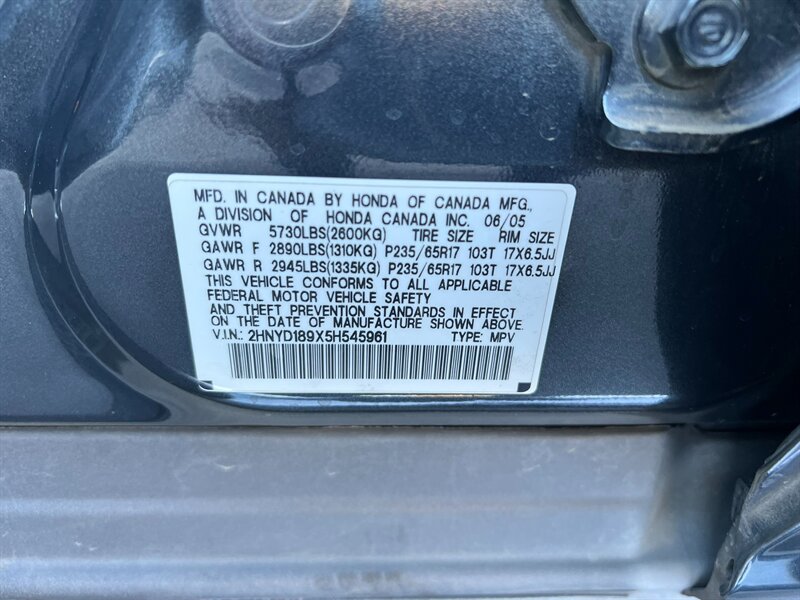 MFD. IN CANADA BY HONDA OF CANADA MFG.,
A DIVISION OF HONDA CANADA INC. 06/05
GVWR 5730LBS(2600KG) TIRE SIZE RIM SIZE
GAWR F 2890LBS(1310KG) P235/65R17 103T 17X6.5JJ
GAWR R 2945LBS(1335KG) P235/65R17 103T 17X6.5JJ
THIS VEHICLE CONFORMS TO ALL APPLICABLE
FEDERAL MOTOR VEHICLE SAFETY
AND THEFT PREVENTION STANDARDS IN EFFECT
ON THE DATE OF MANUFACTURE SHOWN ABOVE.
V.I.N.: 2HNYD189X5H545961 TYPE: MPV